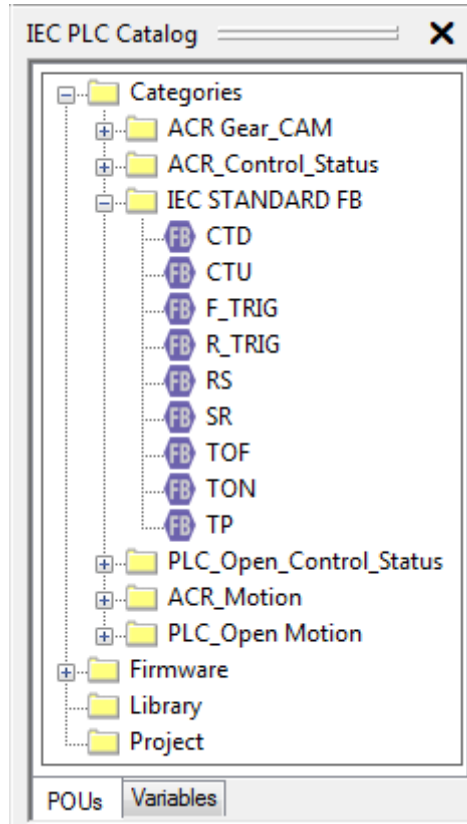 IEC PLC Catalog
Categories
ACR Gear_CAM
ACR_Control_Status
IEC STANDARD FB
FB CTD
FB CTU
FB F_TRIG
FB R_TRIG
FB RS
FB SR
FB TOF
FB TON
FB TP
PLC_Open_Control_Status
ACR_Motion
PLC_Open Motion
Firmware
Library
Project
POUs Variables